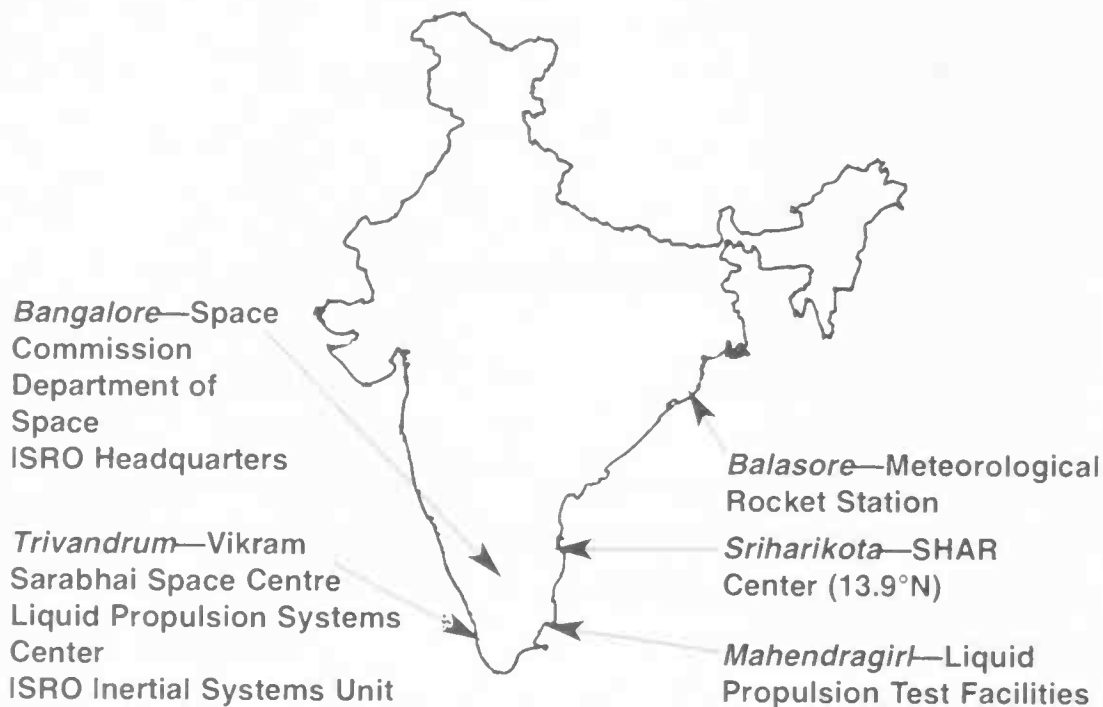 Bangalore—Space
Commission
Department of
Space
ISRO Headquarters
Trivandrum—Vikram
Sarabhai Space Centre
Liquid Propulsion Systems
Center
ISRO Inertial Systems Unit
Balasore—Meteorological
Rocket Station
Sriharikota—SHAR
Center (13.9°N)
Mahendragirl—Liquid
Propulsion Test Facilities